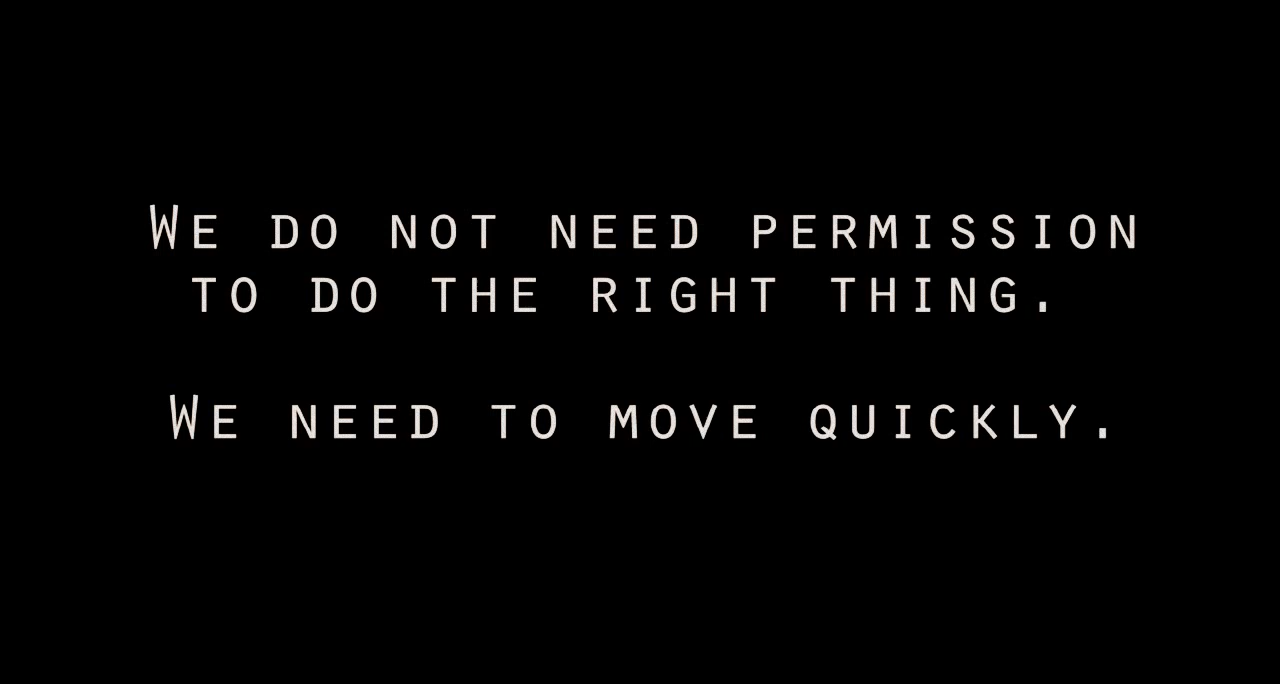 We do not need permission
to do the right thing.
We need to move quickly.